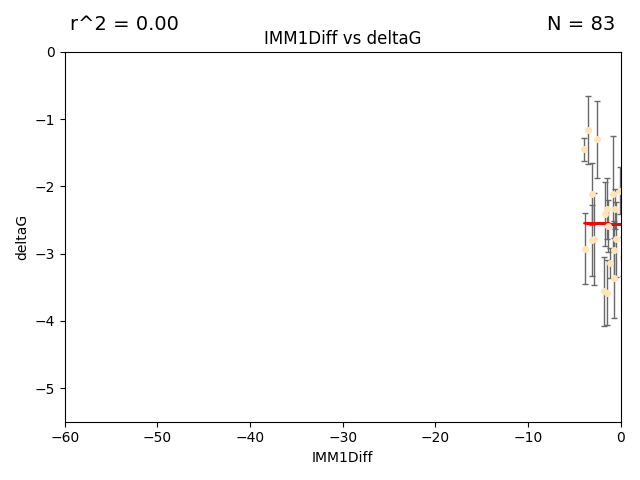 r^2 = 0.00
N = 83
IMM1Diff vs deltaG
0
−1
−2
−3
−4
−5
deltaG
−60
−50
−40
−30
−20
−10
0
IMM1Diff